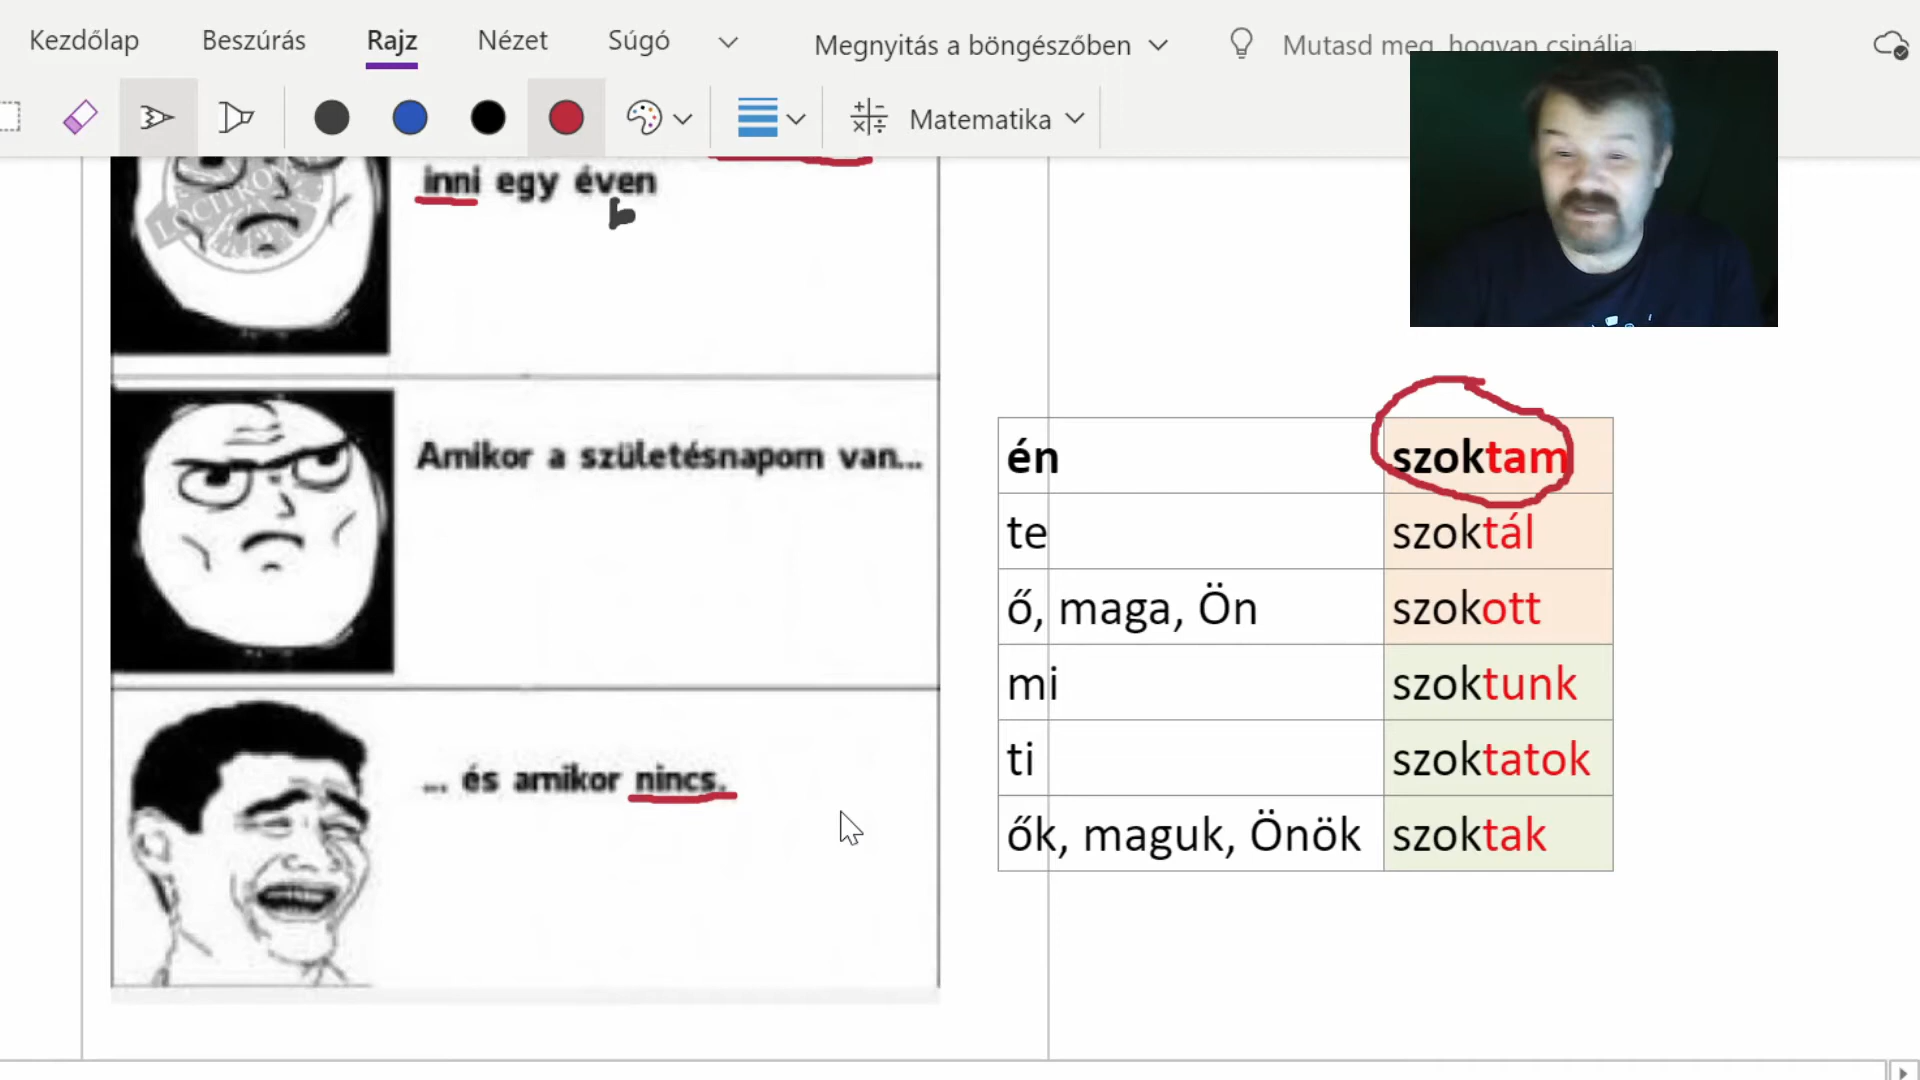 Kezdőlap Beszúrás Rajz Nézet Súgó Megnyitás a böngészőben Mutasd meg, hogyan csinálja
Matematika
inni egy éven
Amikor a születésnapom van...
... és amikor nincs.
én szoktam
te szoktál
ő, maga, Ön szokott
mi szoktunk
ti szoktatok
ők, maguk, Önök szoktak